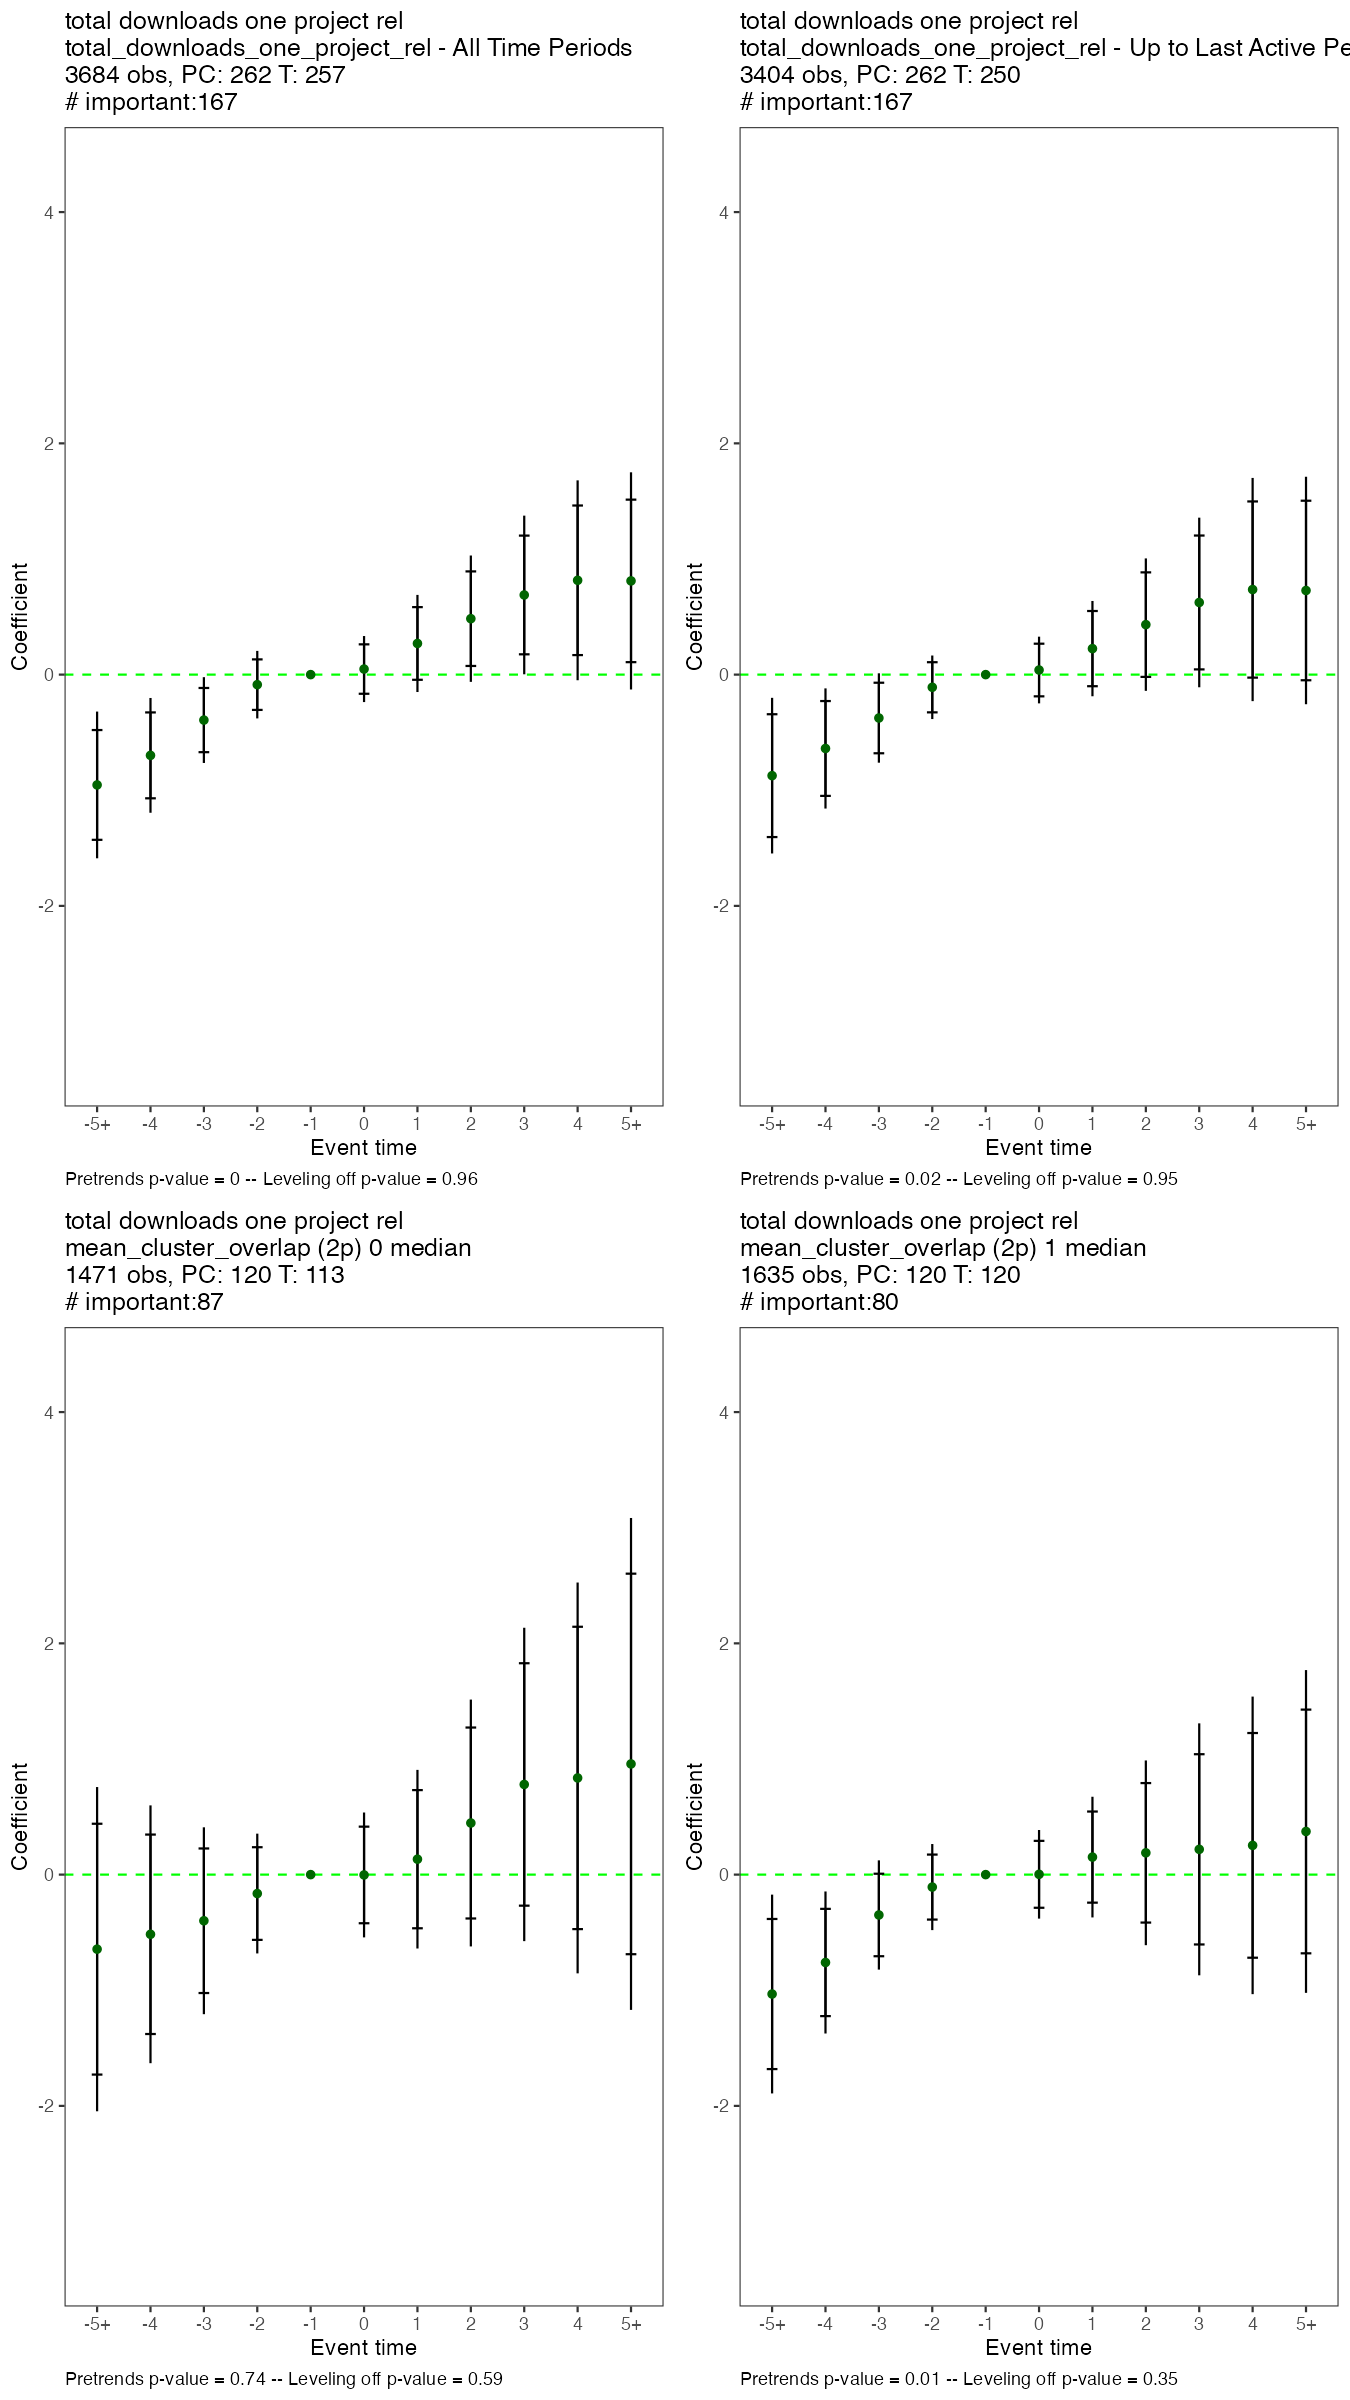 total downloads one project rel
total_downloads_one_project_rel - All Time Periods
3684 obs, PC: 262 T: 257
# important:167
4
2
0
-2
Coefficient
-5+ -4 -3 -2 -1 0 1 2 3 4 5+
Event time
Pretrends p-value = 0 -- Leveling off p-value = 0.96
total downloads one project rel
total_downloads_one_project_rel - Up to Last Active Pe
3404 obs, PC: 262 T: 250
# important:167
4
2
0
-2
Coefficient
-5+ -4 -3 -2 -1 0 1 2 3 4 5+
Event time
Pretrends p-value = 0.02 -- Leveling off p-value = 0.95
total downloads one project rel
mean_cluster_overlap (2p) 0 median
1471 obs, PC: 120 T: 113
# important:87
4
2
0
-2
Coefficient
-5+ -4 -3 -2 -1 0 1 2 3 4 5+
Event time
Pretrends p-value = 0.74 -- Leveling off p-value = 0.59
total downloads one project rel
mean_cluster_overlap (2p) 1 median
1635 obs, PC: 120 T: 120
# important:80
4
2
0
-2
Coefficient
-5+ -4 -3 -2 -1 0 1 2 3 4 5+
Event time
Pretrends p-value = 0.01 -- Leveling off p-value = 0.35